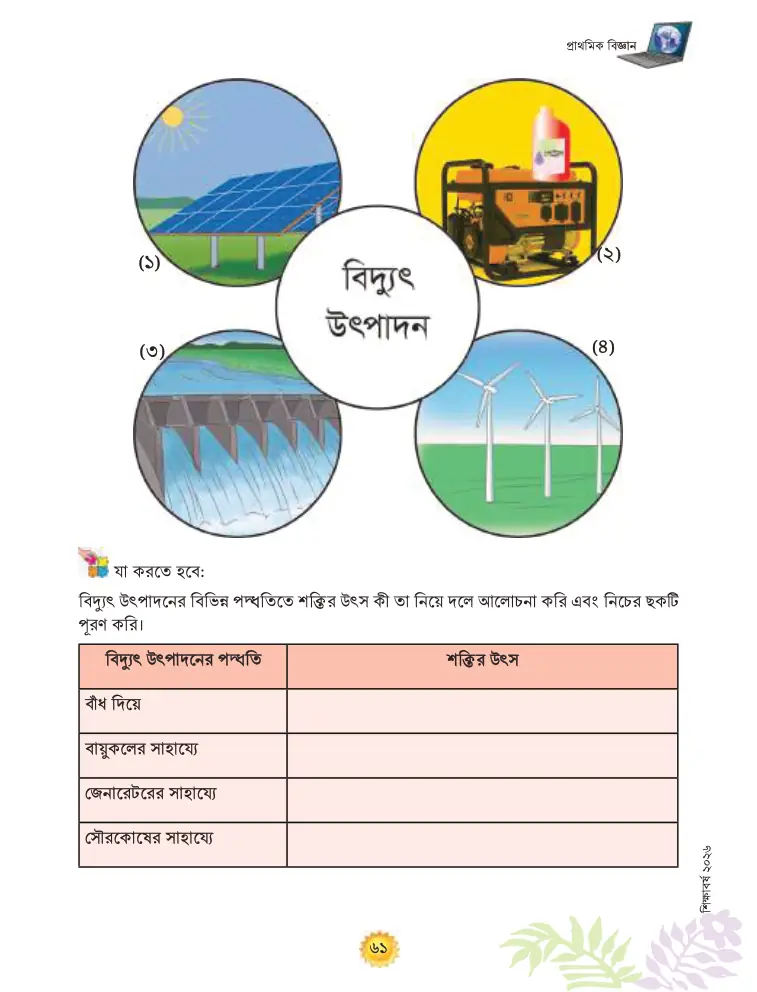 প্রাথমিক বিজ্ঞান
(১)
(২)
বিদ্যুৎ
উৎপাদন
(৩)
(৪)
যা করতে হবে:
বিদ্যুৎ উৎপাদনের বিভিন্ন পদ্ধতিতে শক্তির উৎস কী তা নিয়ে দলে আলোচনা করি এবং নিচের ছকটি
পূরণ করি।
বিদ্যুৎ উৎপাদনের পদ্ধতি
শক্তির উৎস
বাঁধ দিয়ে
বায়ুকলের সাহায্যে
জেনারেটরের সাহায্যে
সৌরকোষের সাহায্যে
শিক্ষাবর্ষ ২০২৬
৬১